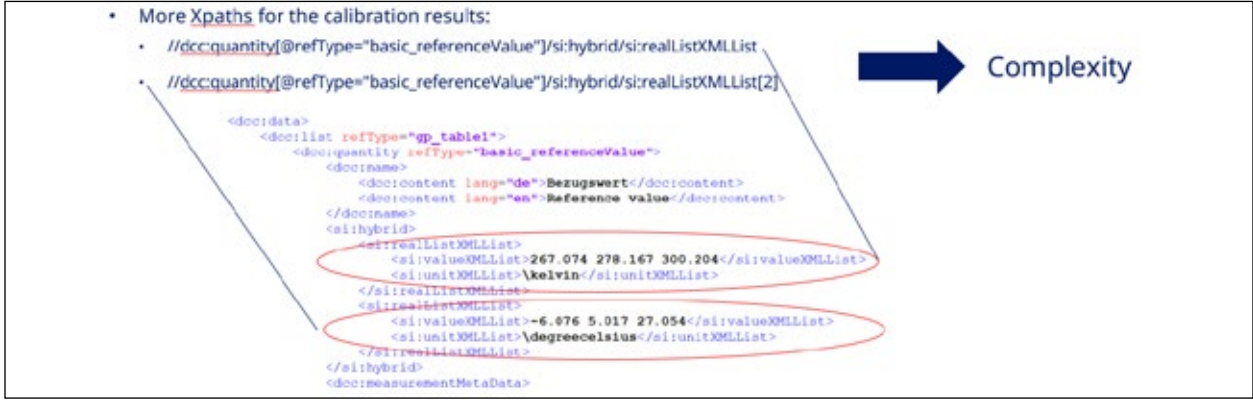 • More Xpaths for the calibration results:
• //dcc:quantity[@refType="basic_referenceValue"]/si:hybrid/si:realListXMLList
• //dcc:quantity[@refType="basic_referenceValue"]/si:hybrid/si:realListXMLList[2]
Complexity
<dcc:data>
<dcc:list refType="gp_table1">
<dcc:quantity refType="basic_referenceValue">
<dcc:name>
<dcc:content lang="de">Bezugswert</dcc:content>
<dcc:content lang="en">Reference value</dcc:content>
</dcc:name>
<si:hybrid>
<si:realListXMLList>
<si:valueXMLList>267.074 278.167 300.204</si:valueXMLList>
<si:unitXMLList>\kelvin</si:unitXMLList>
</si:realListXMLList>
<si:realListXMLList>
<si:valueXMLList>-6.076 5.017 27.054</si:valueXMLList>
<si:unitXMLList>\degreecelsius</si:unitXMLList>
</si:realListXMLList>
</si:hybrid>
<dcc:measurementMetaData>